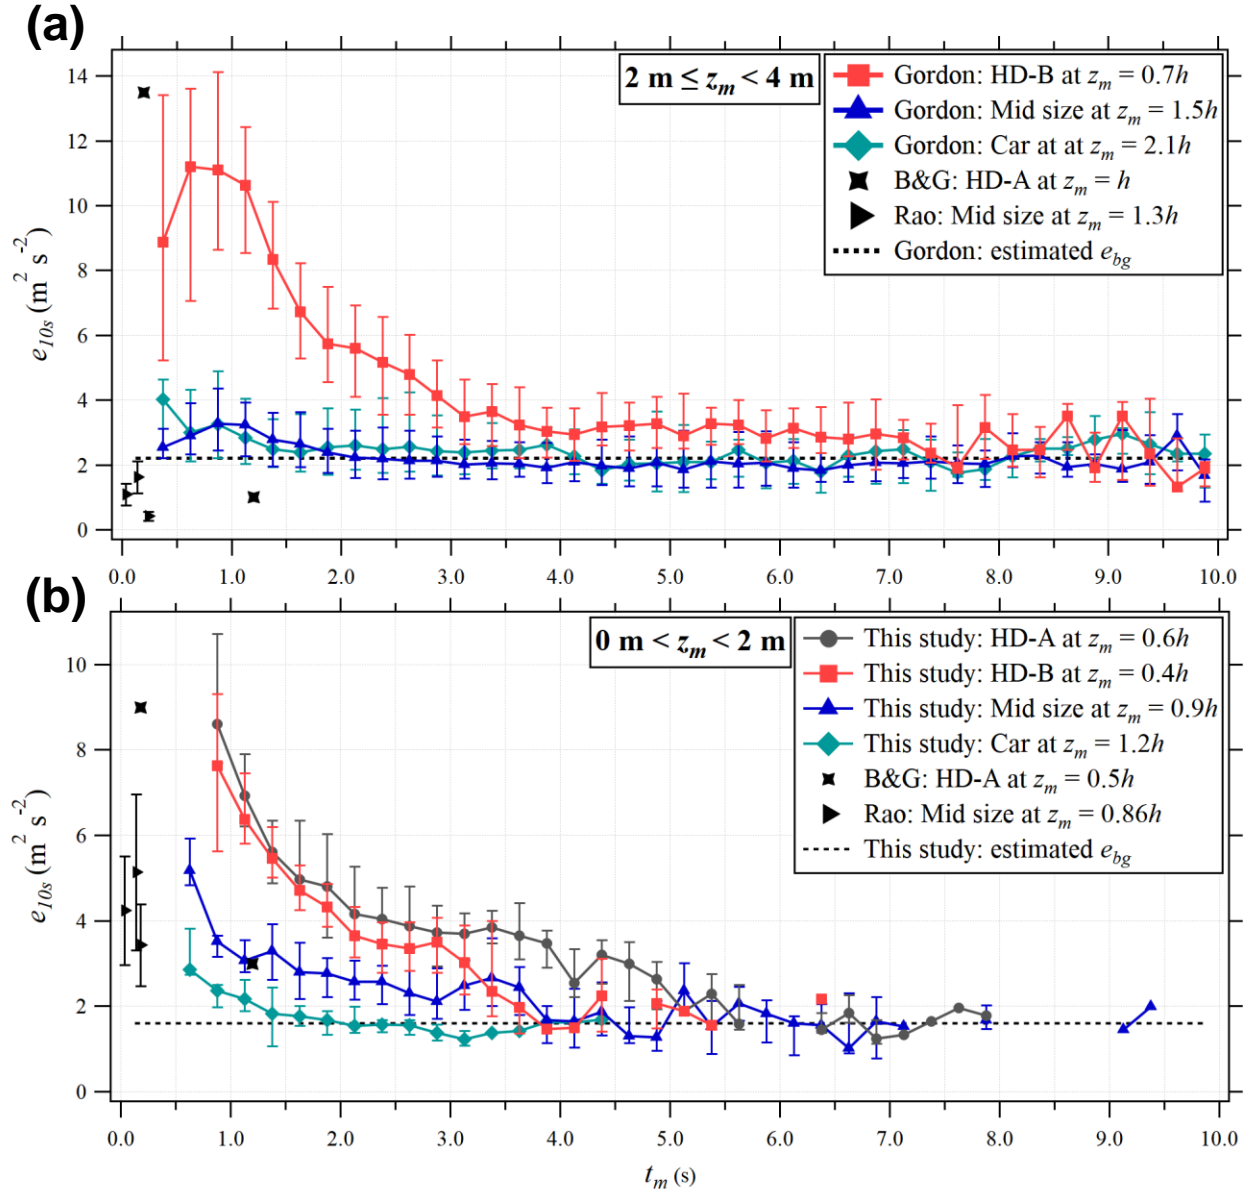 (a)
2 m ≤ z_m < 4 m
Gordon: HD-B at z_m = 0.7h
Gordon: Mid size at z_m = 1.5h
Gordon: Car at at z_m = 2.1h
B&G: HD-A at z_m = h
Rao: Mid size at z_m = 1.3h
Gordon: estimated e_bg
e_10s (m^2 s^-2)
14
12
10
8
6
4
2
0
0.0 1.0 2.0 3.0 4.0 5.0 6.0 7.0 8.0 9.0 10.0
(b)
0 m < z_m < 2 m
This study: HD-A at z_m = 0.6h
This study: HD-B at z_m = 0.4h
This study: Mid size at z_m = 0.9h
This study: Car at z_m = 1.2h
B&G: HD-A at z_m = 0.5h
Rao: Mid size at z_m = 0.86h
This study: estimated e_bg
e_10s (m^2 s^-2)
10
8
6
4
2
0
0.0 1.0 2.0 3.0 4.0 5.0 6.0 7.0 8.0 9.0 10.0
t_m (s)